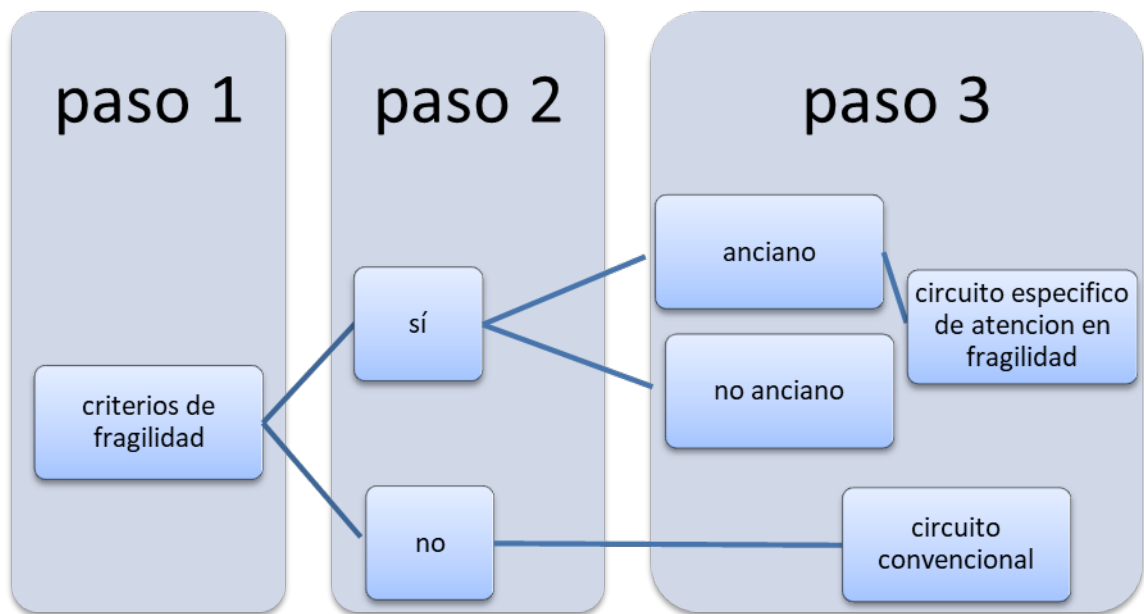 paso 1
paso 2
paso 3
criterios de
fragilidad
sí
no
anciano
no anciano
circuito especifico
de atencion en
fragilidad
circuito
convencional